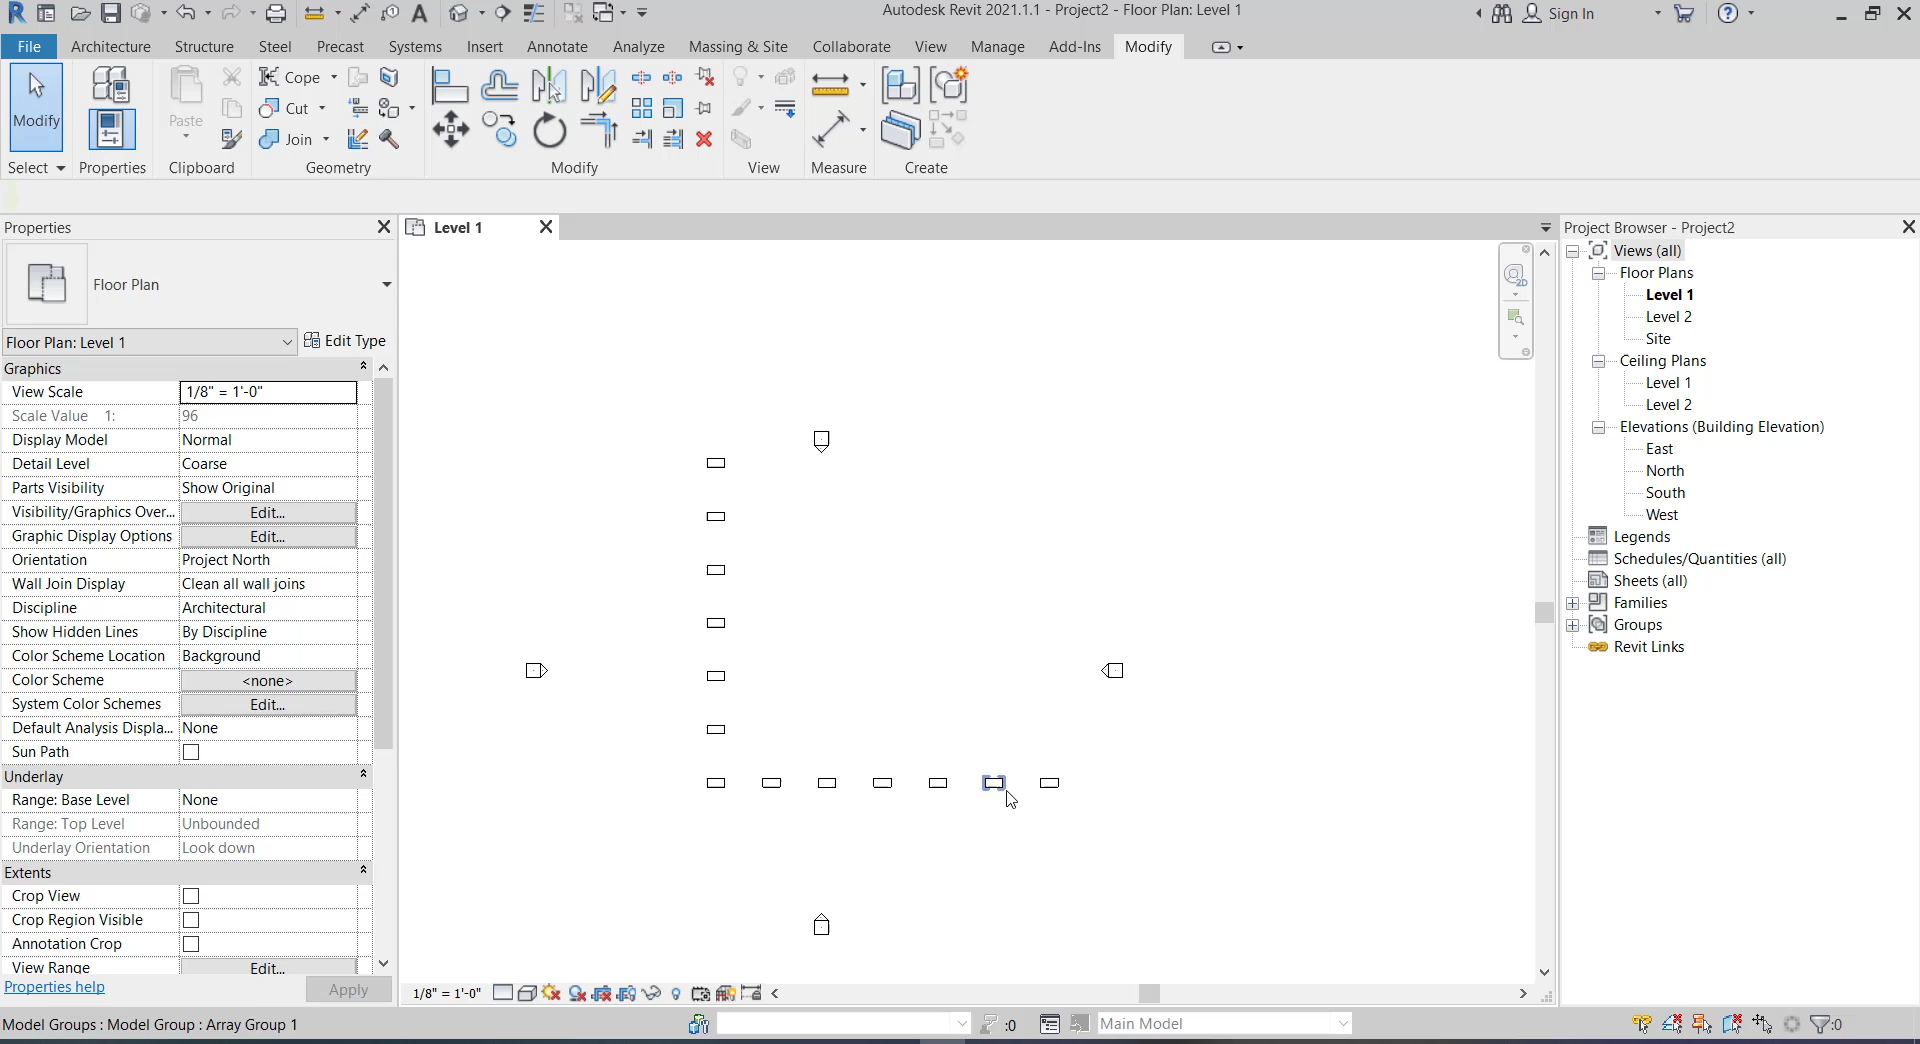 Autodesk Revit 2021.1.1 - Project2 - Floor Plan: Level 1
Sign In
File Architecture Structure Steel Precast Systems Insert Annotate Analyze Massing & Site Collaborate View Manage Add-Ins Modify
Modify
Paste
Cope
Cut
Join
Select Properties Clipboard Geometry Modify View Measure Create
Properties
Floor Plan
Floor Plan: Level 1
Edit Type
Graphics
View Scale 1/8" = 1'-0"
Scale Value 1: 96
Display Model Normal
Detail Level Coarse
Parts Visibility Show Original
Visibility/Graphics Over... Edit...
Graphic Display Options Edit...
Orientation Project North
Wall Join Display Clean all wall joins
Discipline Architectural
Show Hidden Lines By Discipline
Color Scheme Location Background
Color Scheme <none>
System Color Schemes Edit...
Default Analysis Displa... None
Sun Path
Underlay
Range: Base Level None
Range: Top Level Unbounded
Underlay Orientation Look down
Extents
Crop View
Crop Region Visible
Annotation Crop
View Range Edit...
Properties help
Apply
Level 1
2D
1/8" = 1'-0"
Project Browser - Project2
Views (all)
Floor Plans
Level 1
Level 2
Site
Ceiling Plans
Level 1
Level 2
Elevations (Building Elevation)
East
North
South
West
Legends
Schedules/Quantities (all)
Sheets (all)
Families
Groups
Revit Links
Model Groups : Model Group : Array Group 1
:0
Main Model
:0